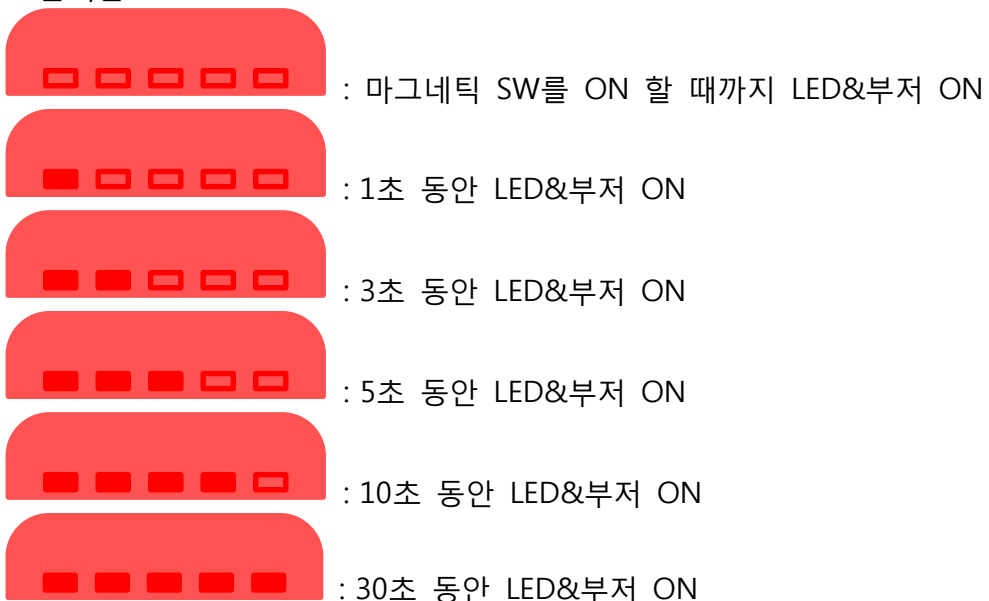 : 마그네틱 SW를 ON 할 때까지 LED&부저 ON
: 1초 동안 LED&부저 ON
: 3초 동안 LED&부저 ON
: 5초 동안 LED&부저 ON
: 10초 동안 LED&부저 ON
: 30초 동안 LED&부저 ON